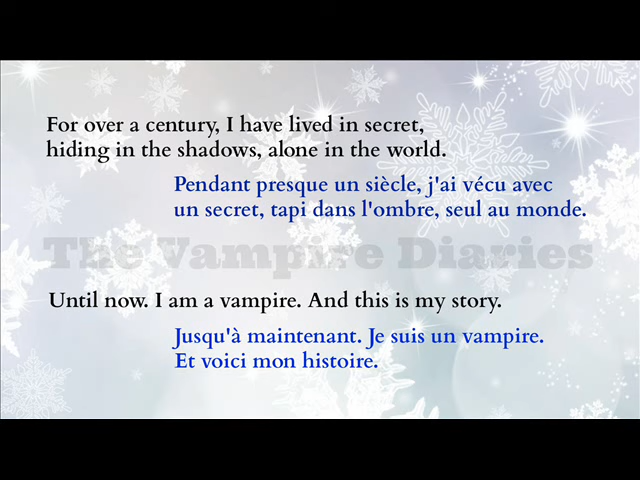 For over a century, I have lived in secret,
hiding in the shadows, alone in the world.
Pendant presque un siècle, j'ai vécu avec
un secret, tapi dans l'ombre, seul au monde.
The Vampire Diaries
Until now. I am a vampire. And this is my story.
Jusqu'à maintenant. Je suis un vampire.
Et voici mon histoire.